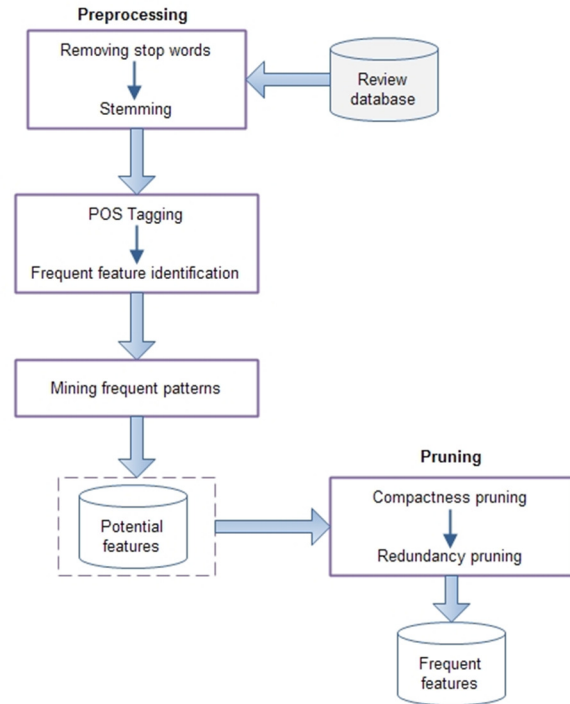 Preprocessing
Removing stop words
Stemming
Review
database
POS Tagging
Frequent feature identification
Mining frequent patterns
Potential
features
Pruning
Compactness pruning
Redundancy pruning
Frequent
features